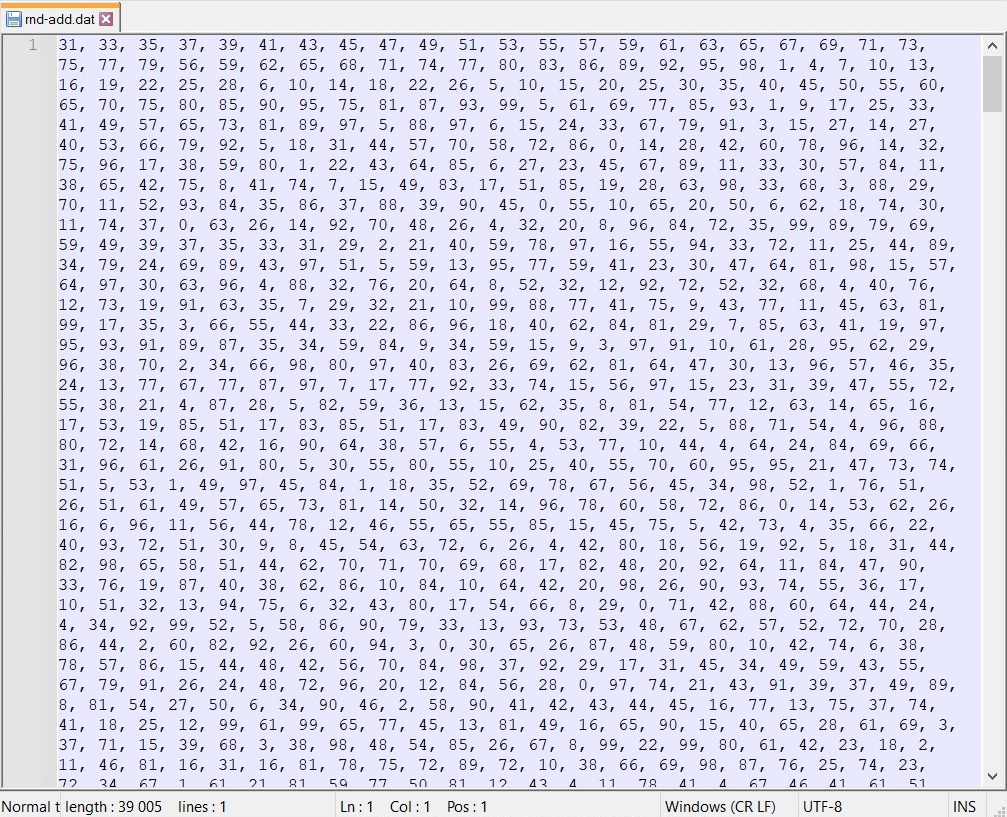 rnd-add.dat
1
31, 33, 35, 37, 39, 41, 43, 45, 47, 49, 51, 53, 55, 57, 59, 61, 63, 65, 67, 69, 71, 73,
75, 77, 79, 56, 59, 62, 65, 68, 71, 74, 77, 80, 83, 86, 89, 92, 95, 98, 1, 4, 7, 10, 13,
16, 19, 22, 25, 28, 6, 10, 14, 18, 22, 26, 5, 10, 15, 20, 25, 30, 35, 40, 45, 50, 55, 60,
65, 70, 75, 80, 85, 90, 95, 75, 81, 87, 93, 99, 5, 61, 69, 77, 85, 93, 1, 9, 17, 25, 33,
41, 49, 57, 65, 73, 81, 89, 97, 5, 88, 97, 6, 15, 24, 33, 67, 79, 91, 3, 15, 27, 14, 27,
40, 53, 66, 79, 92, 5, 18, 31, 44, 57, 70, 58, 72, 86, 0, 14, 28, 42, 60, 78, 96, 14, 32,
75, 96, 17, 38, 59, 80, 1, 22, 43, 64, 85, 6, 27, 23, 45, 67, 89, 11, 33, 30, 57, 84, 11,
38, 65, 42, 75, 8, 41, 74, 7, 15, 49, 83, 17, 51, 85, 19, 28, 63, 98, 33, 68, 3, 88, 29,
70, 11, 52, 93, 84, 35, 86, 37, 88, 39, 90, 45, 0, 55, 10, 65, 20, 50, 6, 62, 18, 74, 30,
11, 74, 37, 0, 63, 26, 14, 92, 70, 48, 26, 4, 32, 20, 8, 96, 84, 72, 35, 99, 89, 79, 69,
59, 49, 39, 37, 35, 33, 31, 29, 2, 21, 40, 59, 78, 97, 16, 55, 94, 33, 72, 11, 25, 44, 89,
34, 79, 24, 69, 89, 43, 97, 51, 5, 59, 13, 95, 77, 59, 41, 23, 30, 47, 64, 81, 98, 15, 57,
64, 97, 30, 63, 96, 4, 88, 32, 76, 20, 64, 8, 52, 32, 12, 92, 72, 52, 32, 68, 4, 40, 76,
12, 73, 19, 91, 63, 35, 7, 29, 32, 21, 10, 99, 88, 77, 41, 75, 9, 43, 77, 11, 45, 63, 81,
99, 17, 35, 3, 66, 55, 44, 33, 22, 86, 96, 18, 40, 62, 84, 81, 29, 7, 85, 63, 41, 19, 97,
95, 93, 91, 89, 87, 35, 34, 59, 84, 9, 34, 59, 15, 9, 3, 97, 91, 10, 61, 28, 95, 62, 29,
96, 38, 70, 2, 34, 66, 98, 80, 97, 40, 83, 26, 69, 62, 81, 64, 47, 30, 13, 96, 57, 46, 35,
24, 13, 77, 67, 77, 87, 97, 7, 17, 77, 92, 33, 74, 15, 56, 97, 15, 23, 31, 39, 47, 55, 72,
55, 38, 21, 4, 87, 28, 5, 82, 59, 36, 13, 15, 62, 35, 8, 81, 54, 77, 12, 63, 14, 65, 16,
17, 53, 19, 85, 51, 17, 83, 85, 51, 17, 83, 49, 90, 82, 39, 22, 5, 88, 71, 54, 4, 96, 88,
80, 72, 14, 68, 42, 16, 90, 64, 38, 57, 6, 55, 4, 53, 77, 10, 44, 4, 64, 24, 84, 69, 66,
31, 96, 61, 26, 91, 80, 5, 30, 55, 80, 55, 10, 25, 40, 55, 70, 60, 95, 95, 21, 47, 73, 74,
51, 5, 53, 1, 49, 97, 45, 84, 1, 18, 35, 52, 69, 78, 67, 56, 45, 34, 98, 52, 1, 76, 51,
26, 51, 61, 49, 57, 65, 73, 81, 14, 50, 32, 14, 96, 78, 60, 58, 72, 86, 0, 14, 53, 62, 26,
16, 6, 96, 11, 56, 44, 78, 12, 46, 55, 65, 55, 85, 15, 45, 75, 5, 42, 73, 4, 35, 66, 22,
40, 93, 72, 51, 30, 9, 8, 45, 54, 63, 72, 6, 26, 4, 42, 80, 18, 56, 19, 92, 5, 18, 31, 44,
82, 98, 65, 58, 51, 44, 62, 70, 71, 70, 69, 68, 17, 82, 48, 20, 92, 64, 11, 84, 47, 90,
33, 76, 19, 87, 40, 38, 62, 86, 10, 84, 10, 64, 42, 20, 98, 26, 90, 93, 74, 55, 36, 17,
10, 51, 32, 13, 94, 75, 6, 32, 43, 80, 17, 54, 66, 8, 29, 0, 71, 42, 88, 60, 64, 44, 24,
4, 34, 92, 99, 52, 5, 58, 86, 90, 79, 33, 13, 93, 73, 53, 48, 67, 62, 57, 52, 72, 70, 28,
86, 44, 2, 60, 82, 92, 26, 60, 94, 3, 0, 30, 65, 26, 87, 48, 59, 80, 10, 42, 74, 6, 38,
78, 57, 86, 15, 44, 48, 42, 56, 70, 84, 98, 37, 92, 29, 17, 31, 45, 34, 49, 59, 43, 55,
67, 79, 91, 26, 24, 48, 72, 96, 20, 12, 84, 56, 28, 0, 97, 74, 21, 43, 91, 39, 37, 49, 89,
8, 81, 54, 27, 50, 6, 34, 90, 46, 2, 58, 90, 41, 42, 43, 44, 45, 16, 77, 13, 75, 37, 74,
41, 18, 25, 12, 99, 61, 99, 65, 77, 45, 13, 81, 49, 16, 65, 90, 15, 40, 65, 28, 61, 69, 3,
37, 71, 15, 39, 68, 3, 38, 98, 48, 54, 85, 26, 67, 8, 99, 22, 99, 80, 61, 42, 23, 18, 2,
11, 46, 81, 16, 31, 16, 81, 78, 75, 72, 89, 72, 10, 38, 66, 69, 98, 87, 76, 25, 74, 23,
72, 34, 67, 1, 61, 21, 81, 59, 77, 50, 81, 12, 43, 4, 11, 78, 41, 4, 67, 46, 41, 61, 51
Normal t length : 39 005 lines : 1 Ln : 1 Col : 1 Pos : 1 Windows (CR LF) UTF-8 INS